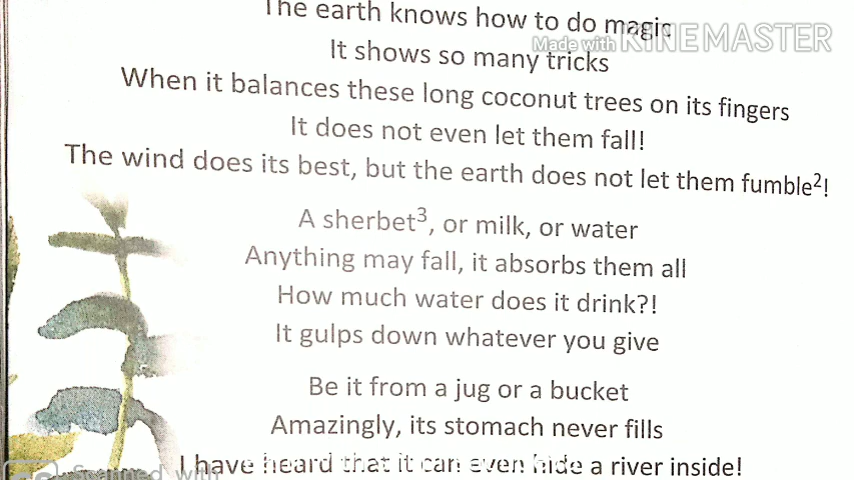 The earth knows how to do magic
Made with KINEMASTER
It shows so many tricks
When it balances these long coconut trees on its fingers
It does not even let them fall!
The wind does its best, but the earth does not let them fumble²!
A sherbet³, or milk, or water
Anything may fall, it absorbs them all
How much water does it drink?!
It gulps down whatever you give
Be it from a jug or a bucket
Amazingly, its stomach never fills
I have heard that it can even hide a river inside!
CS Scanned with